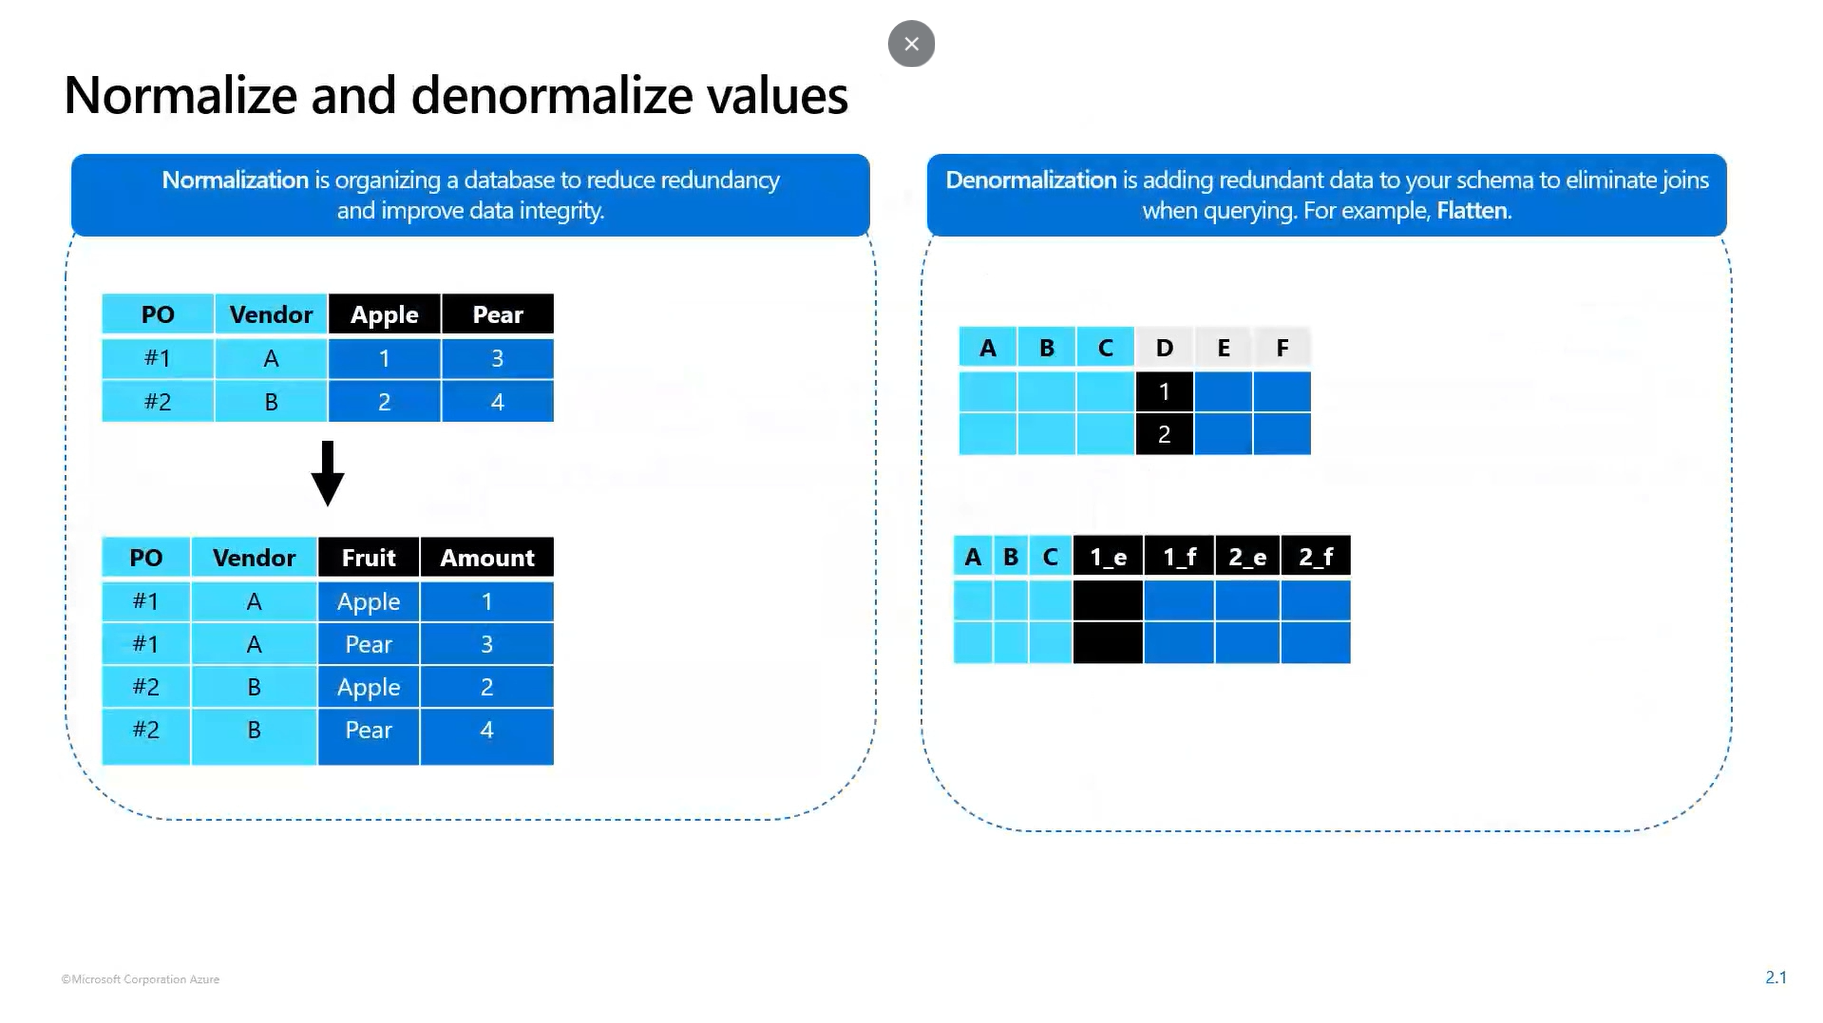 Normalize and denormalize values
Normalization is organizing a database to reduce redundancy
and improve data integrity.
PO Vendor Apple Pear
#1 A 1 3
#2 B 2 4
PO Vendor Fruit Amount
#1 A Apple 1
#1 A Pear 3
#2 B Apple 2
#2 B Pear 4
Denormalization is adding redundant data to your schema to eliminate joins
when querying. For example, Flatten.
A B C D E F
1
2
A B C 1_e 1_f 2_e 2_f
©Microsoft Corporation Azure
2.1